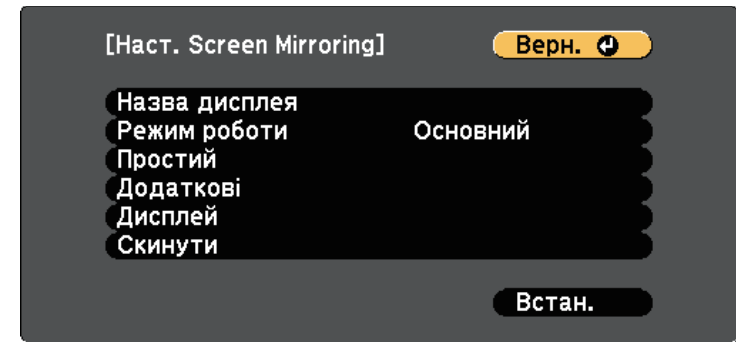 [Наст. Screen Mirroring]
Верн.
Назва дисплея
Режим роботи Основний
Простий
Додаткові
Дисплей
Скинути
Встан.